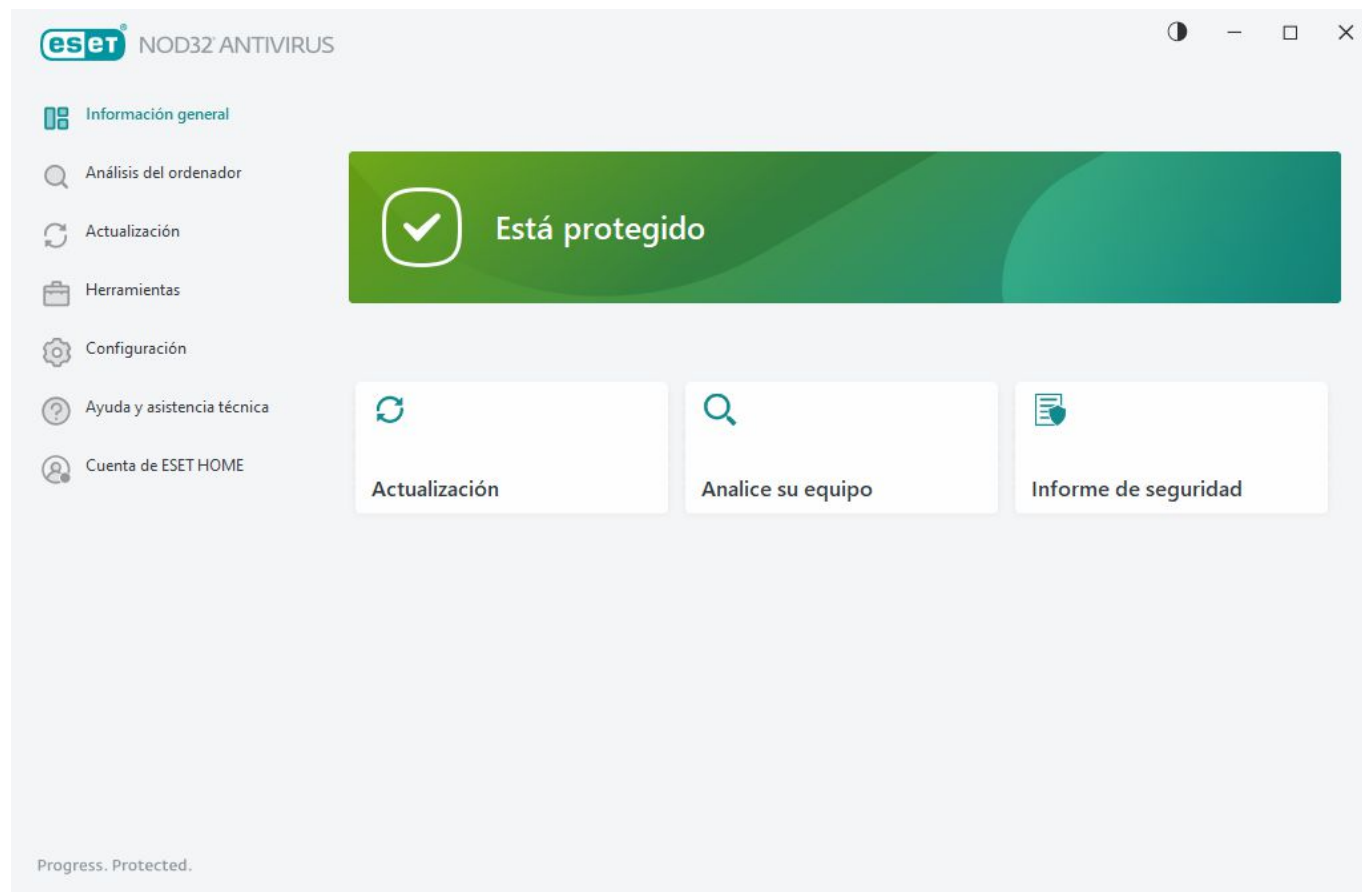 eset® NOD32® ANTIVIRUS
Información general
Análisis del ordenador
Actualización
Herramientas
Configuración
Ayuda y asistencia técnica
Cuenta de ESET HOME
Está protegido
Actualización
Analice su equipo
Informe de seguridad
Progress. Protected.